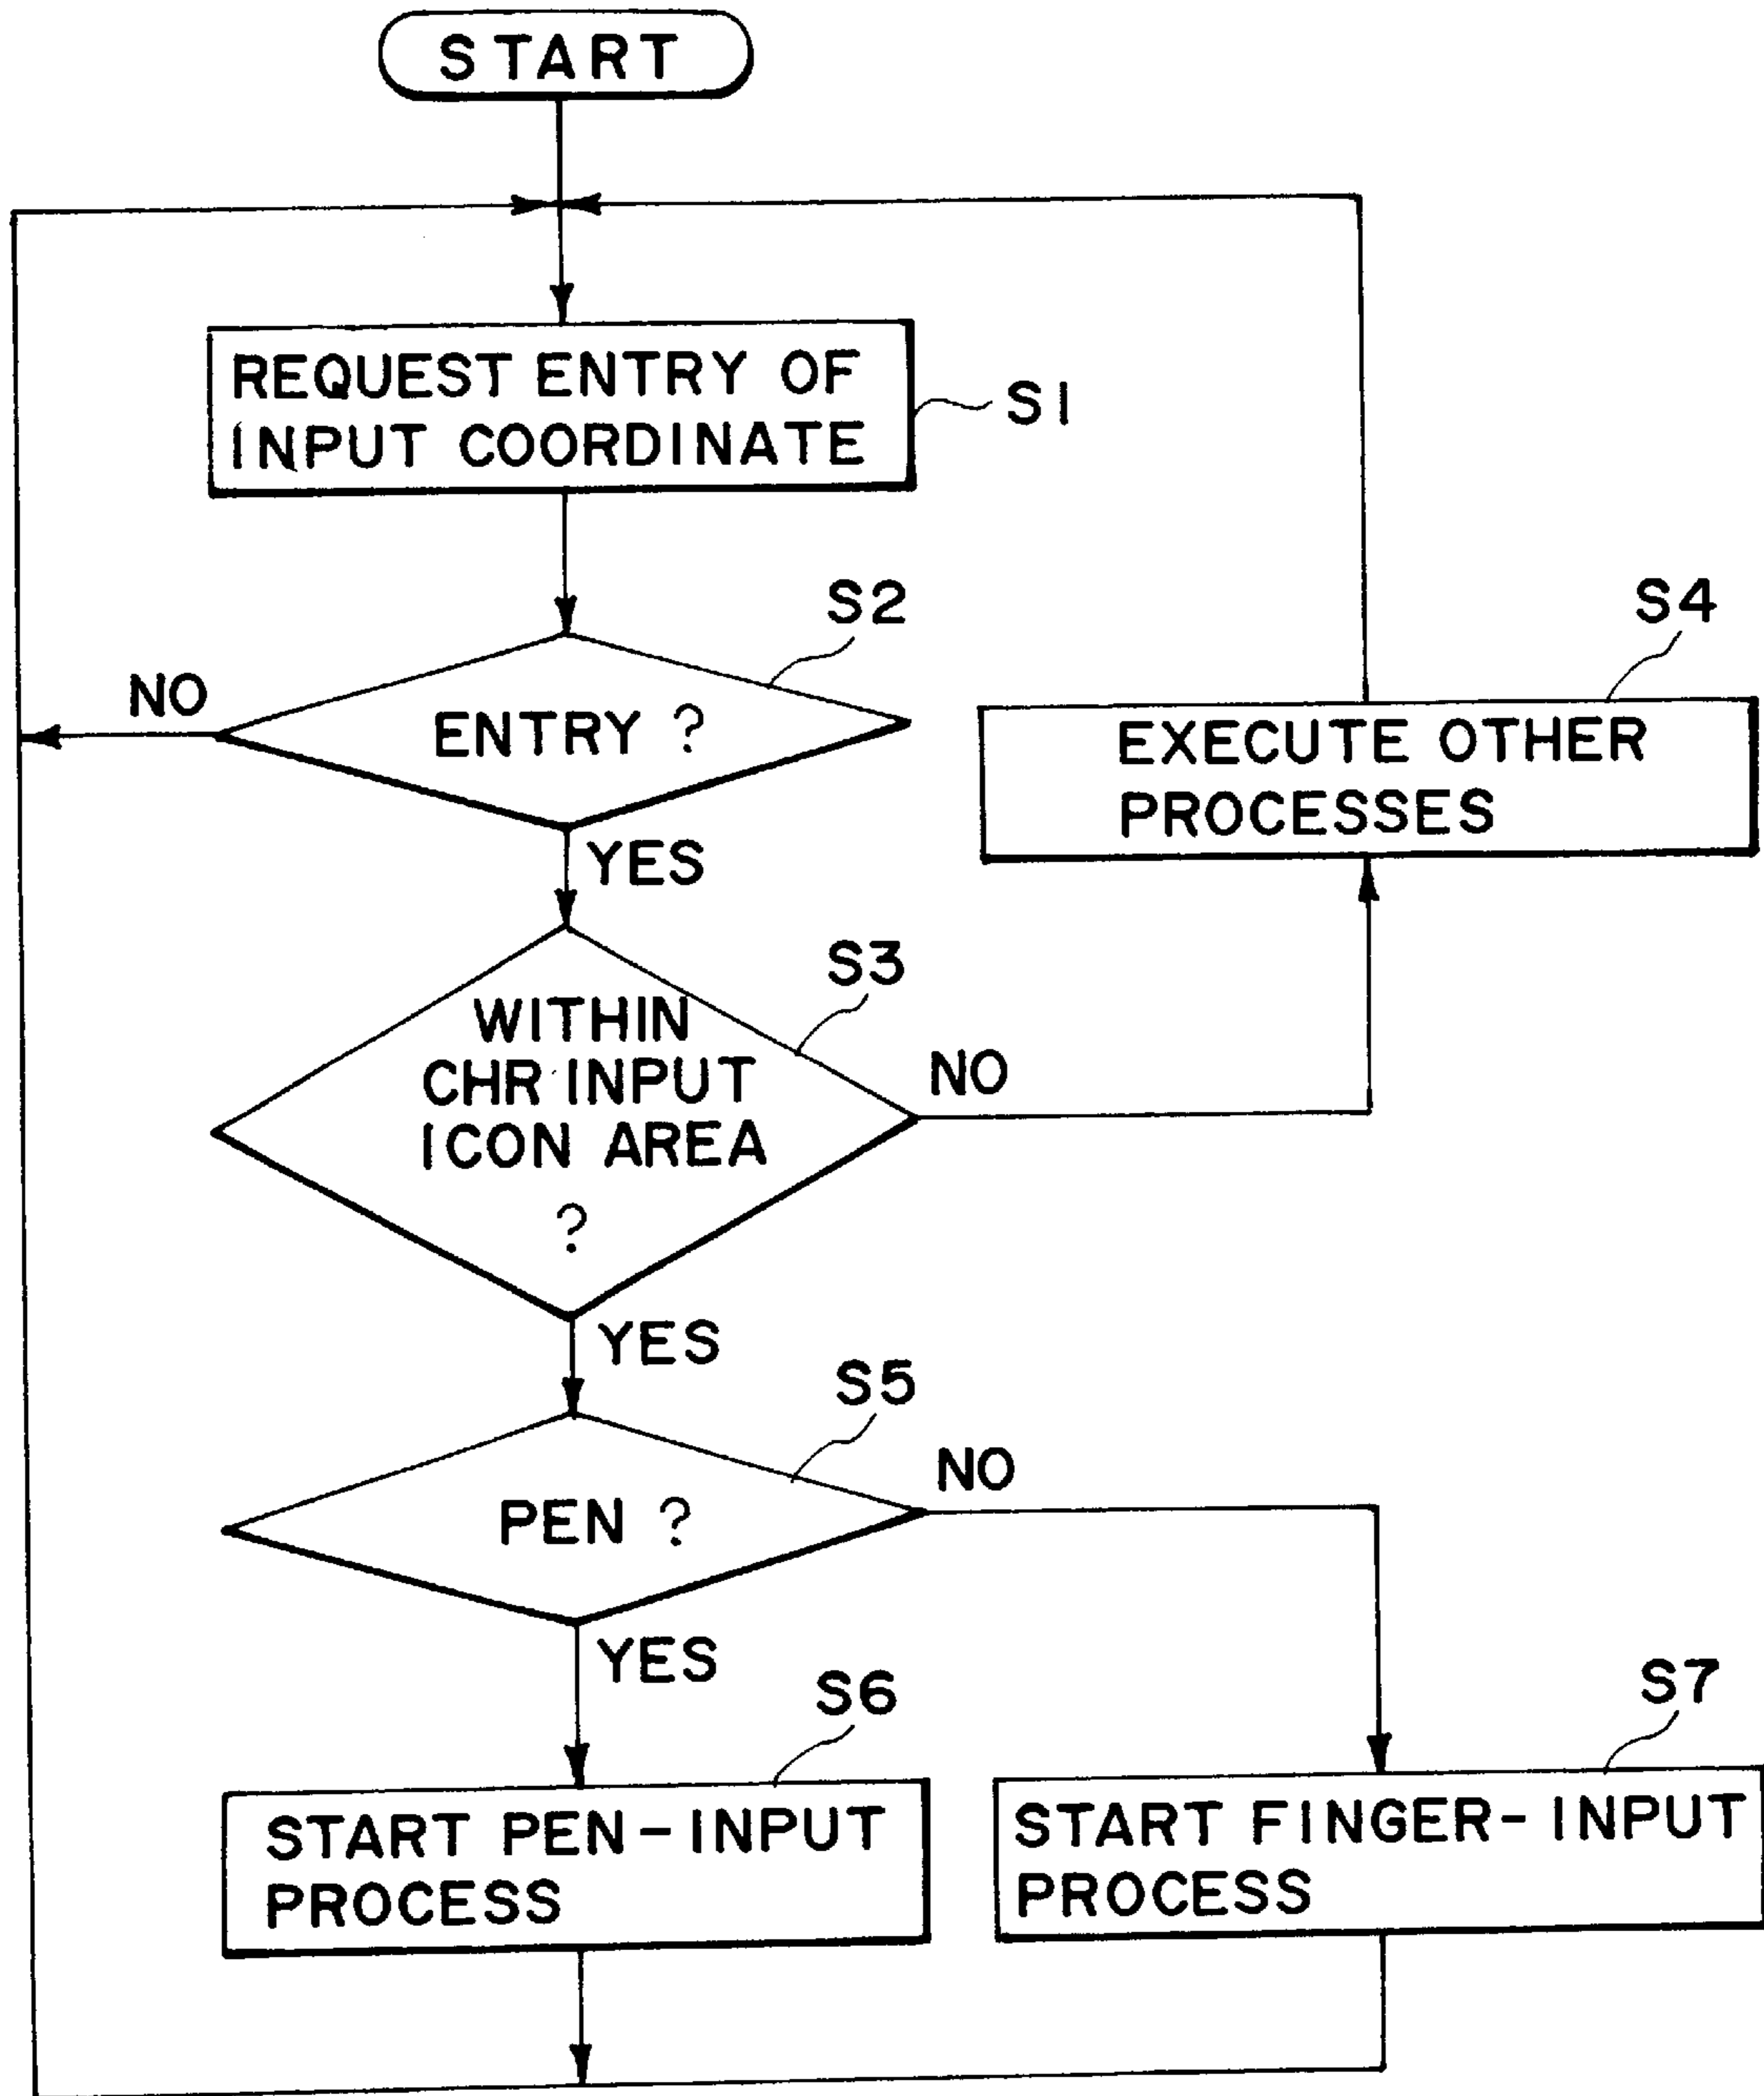 START
REQUEST ENTRY OF
INPUT COORDINATE
S1
S2
NO
ENTRY ?
YES
S4
EXECUTE OTHER
PROCESSES
S3
WITHIN
CHR INPUT
ICON AREA
?
NO
YES
S5
PEN ?
NO
YES
S6
START PEN-INPUT
PROCESS
S7
START FINGER-INPUT
PROCESS